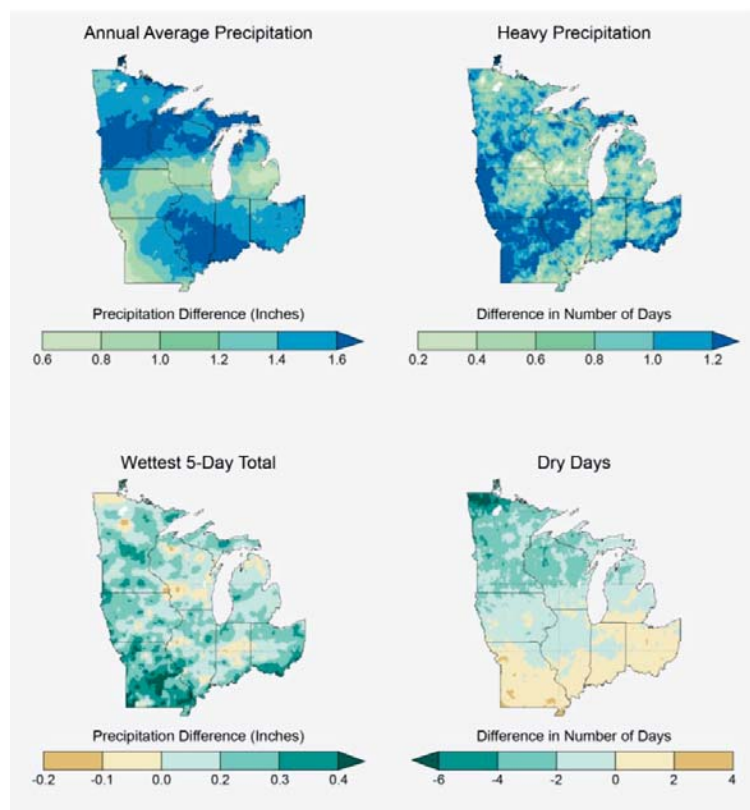 Annual Average Precipitation
Heavy Precipitation
Precipitation Difference (Inches)
0.6 0.8 1.0 1.2 1.4 1.6
Difference in Number of Days
0.2 0.4 0.6 0.8 1.0 1.2
Wettest 5-Day Total
Dry Days
Precipitation Difference (Inches)
-0.2 -0.1 0.0 0.2 0.3 0.4
Difference in Number of Days
-6 -4 -2 0 2 4